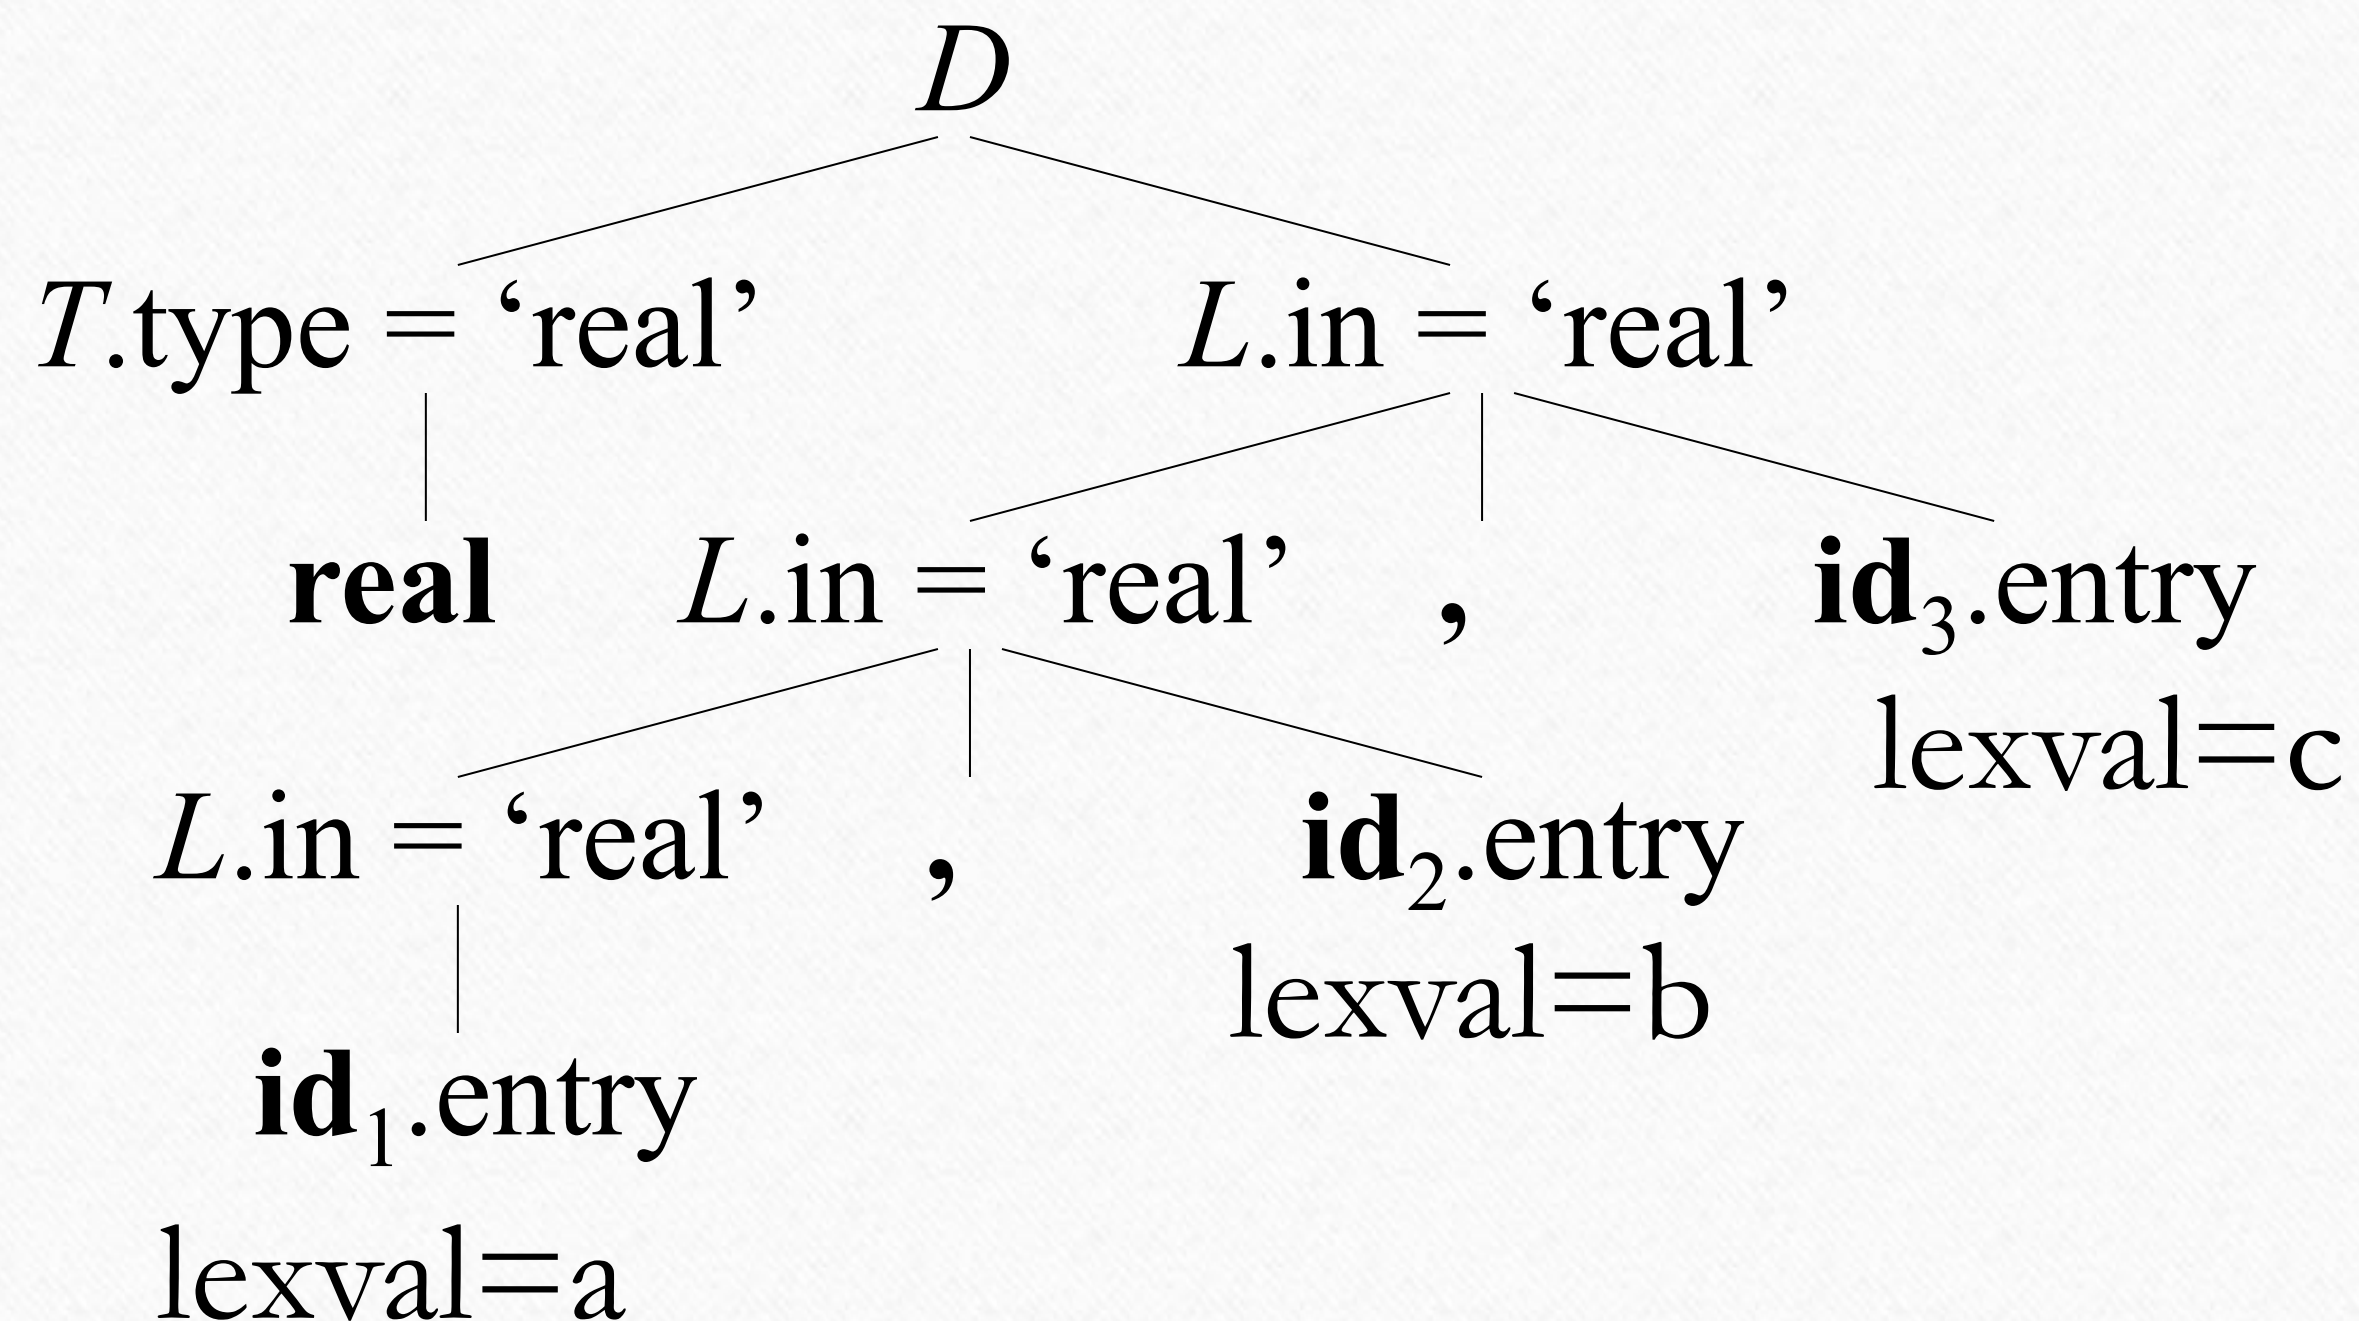 D
T.type = ‘real’ L.in = ‘real’
real L.in = ‘real’ , id3.entry
lexval=c
L.in = ‘real’ , id2.entry
lexval=b
id1.entry
lexval=a